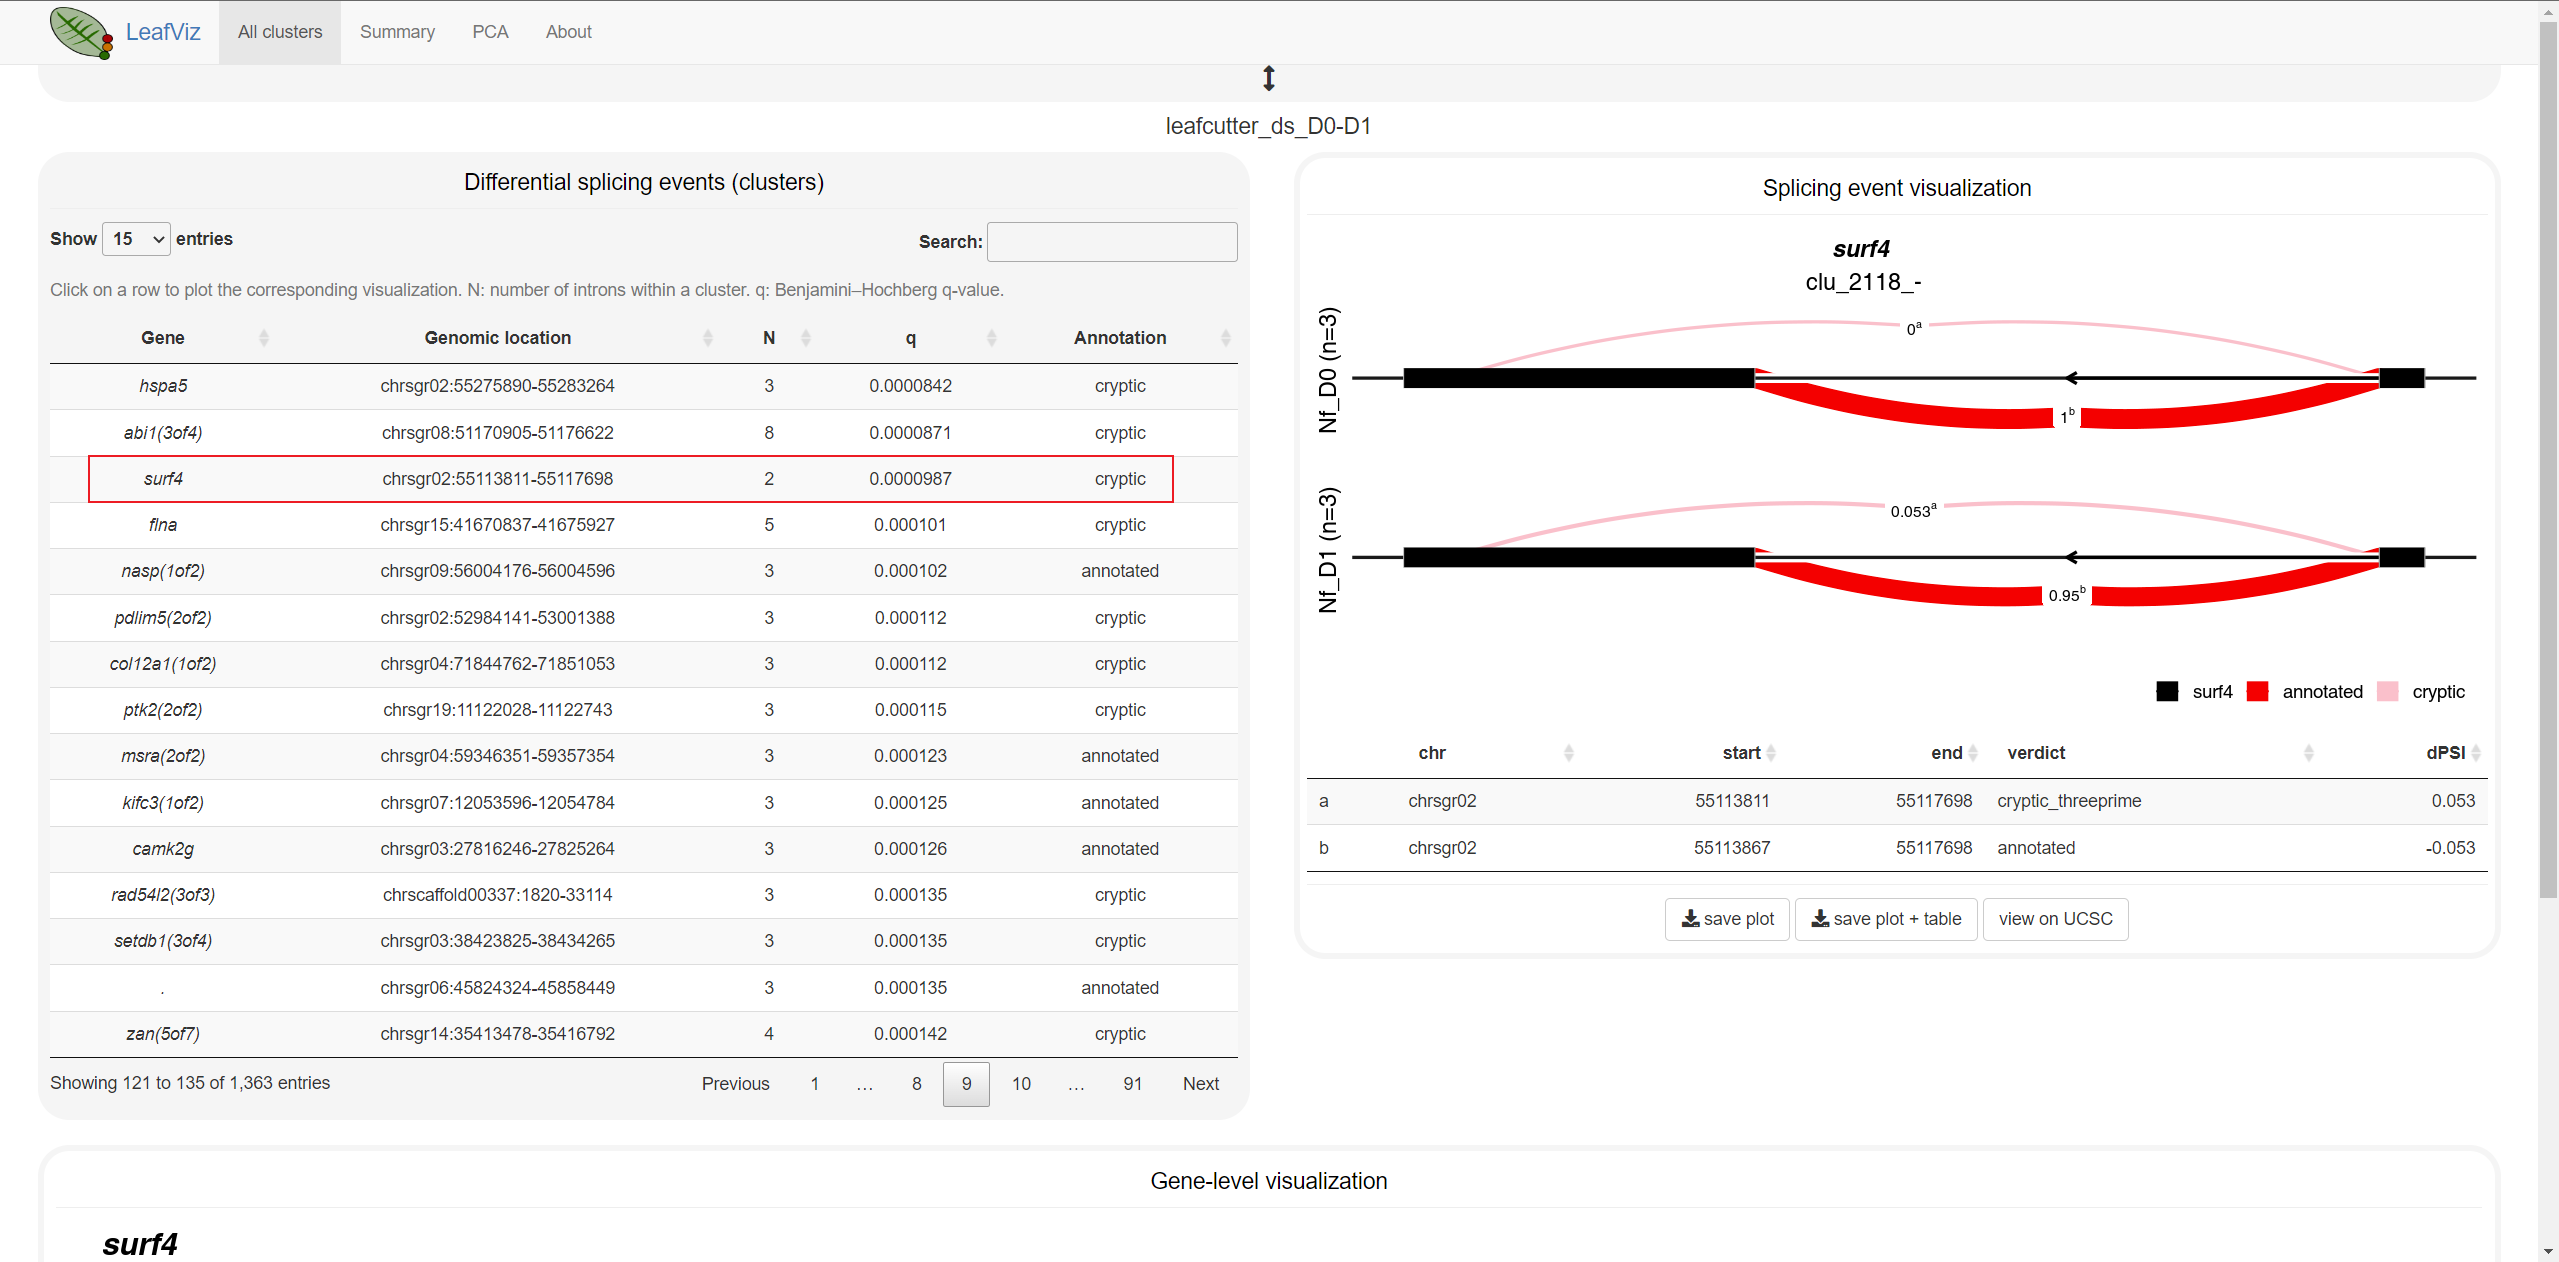 LeafViz All clusters Summary PCA About
leafcutter_ds_D0-D1
Differential splicing events (clusters)
Show 15 entries Search:
Click on a row to plot the corresponding visualization. N: number of introns within a cluster. q: Benjamini–Hochberg q-value.
Gene Genomic location N q Annotation
hspa5 chrsgr02:55275890-55283264 3 0.0000842 cryptic
abi1(3of4) chrsgr08:51170905-51176622 8 0.0000871 cryptic
surf4 chrsgr02:55113811-55117698 2 0.0000987 cryptic
flna chrsgr15:41670837-41675927 5 0.000101 cryptic
nasp(1of2) chrsgr09:56004176-56004596 3 0.000102 annotated
pdlim5(2of2) chrsgr02:52984141-53001388 3 0.000112 cryptic
col12a1(1of2) chrsgr04:71844762-71851053 3 0.000112 cryptic
ptk2(2of2) chrsgr19:11122028-11122743 3 0.000115 cryptic
msra(2of2) chrsgr04:59346351-59357354 3 0.000123 annotated
kifc3(1of2) chrsgr07:12053596-12054784 3 0.000125 annotated
camk2g chrsgr03:27816246-27825264 3 0.000126 annotated
rad54l2(3of3) chrscaffold00337:1820-33114 3 0.000135 cryptic
setdb1(3of4) chrsgr03:38423825-38434265 3 0.000135 cryptic
. chrsgr06:45824324-45858449 3 0.000135 annotated
zan(5of7) chrsgr14:35413478-35416792 4 0.000142 cryptic
Showing 121 to 135 of 1,363 entries Previous 1 … 8 9 10 … 91 Next
Splicing event visualization
surf4
clu_2118_-
Nf_D0 (n=3)
0a
1b
Nf_D1 (n=3)
0.053a
0.95b
surf4 annotated cryptic
chr start end verdict dPSI
a chrsgr02 55113811 55117698 cryptic_threeprime 0.053
b chrsgr02 55113867 55117698 annotated -0.053
save plot save plot + table view on UCSC
Gene-level visualization
surf4